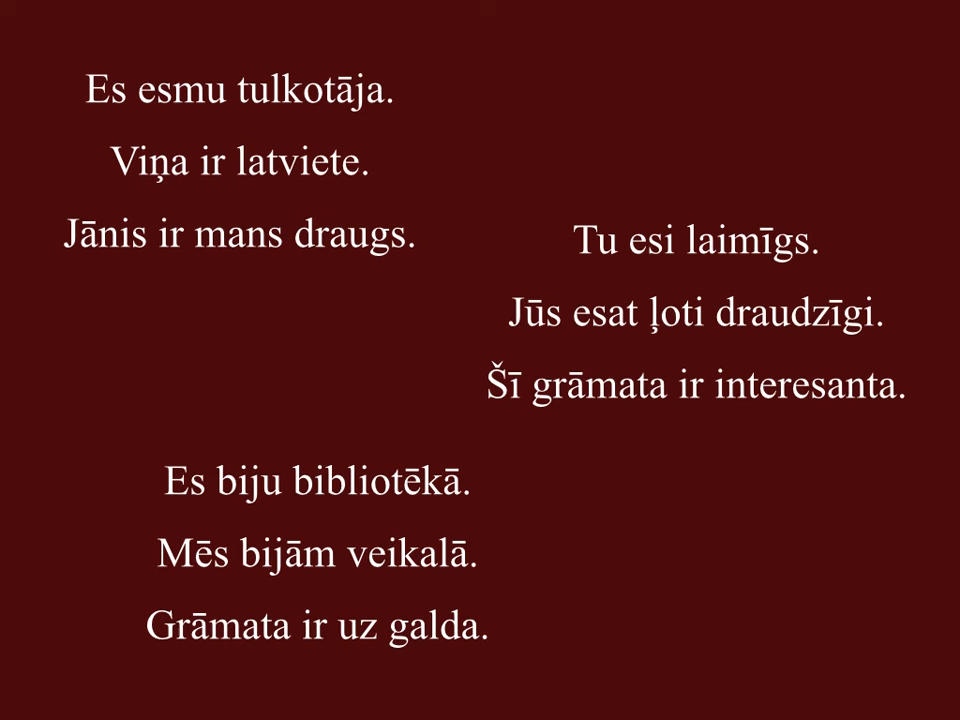 Es esmu tulkotāja.
Viņa ir latviete.
Jānis ir mans draugs.
Tu esi laimīgs.
Jūs esat ļoti draudzīgi.
Šī grāmata ir interesanta.
Es biju bibliotēkā.
Mēs bijām veikalā.
Grāmata ir uz galda.